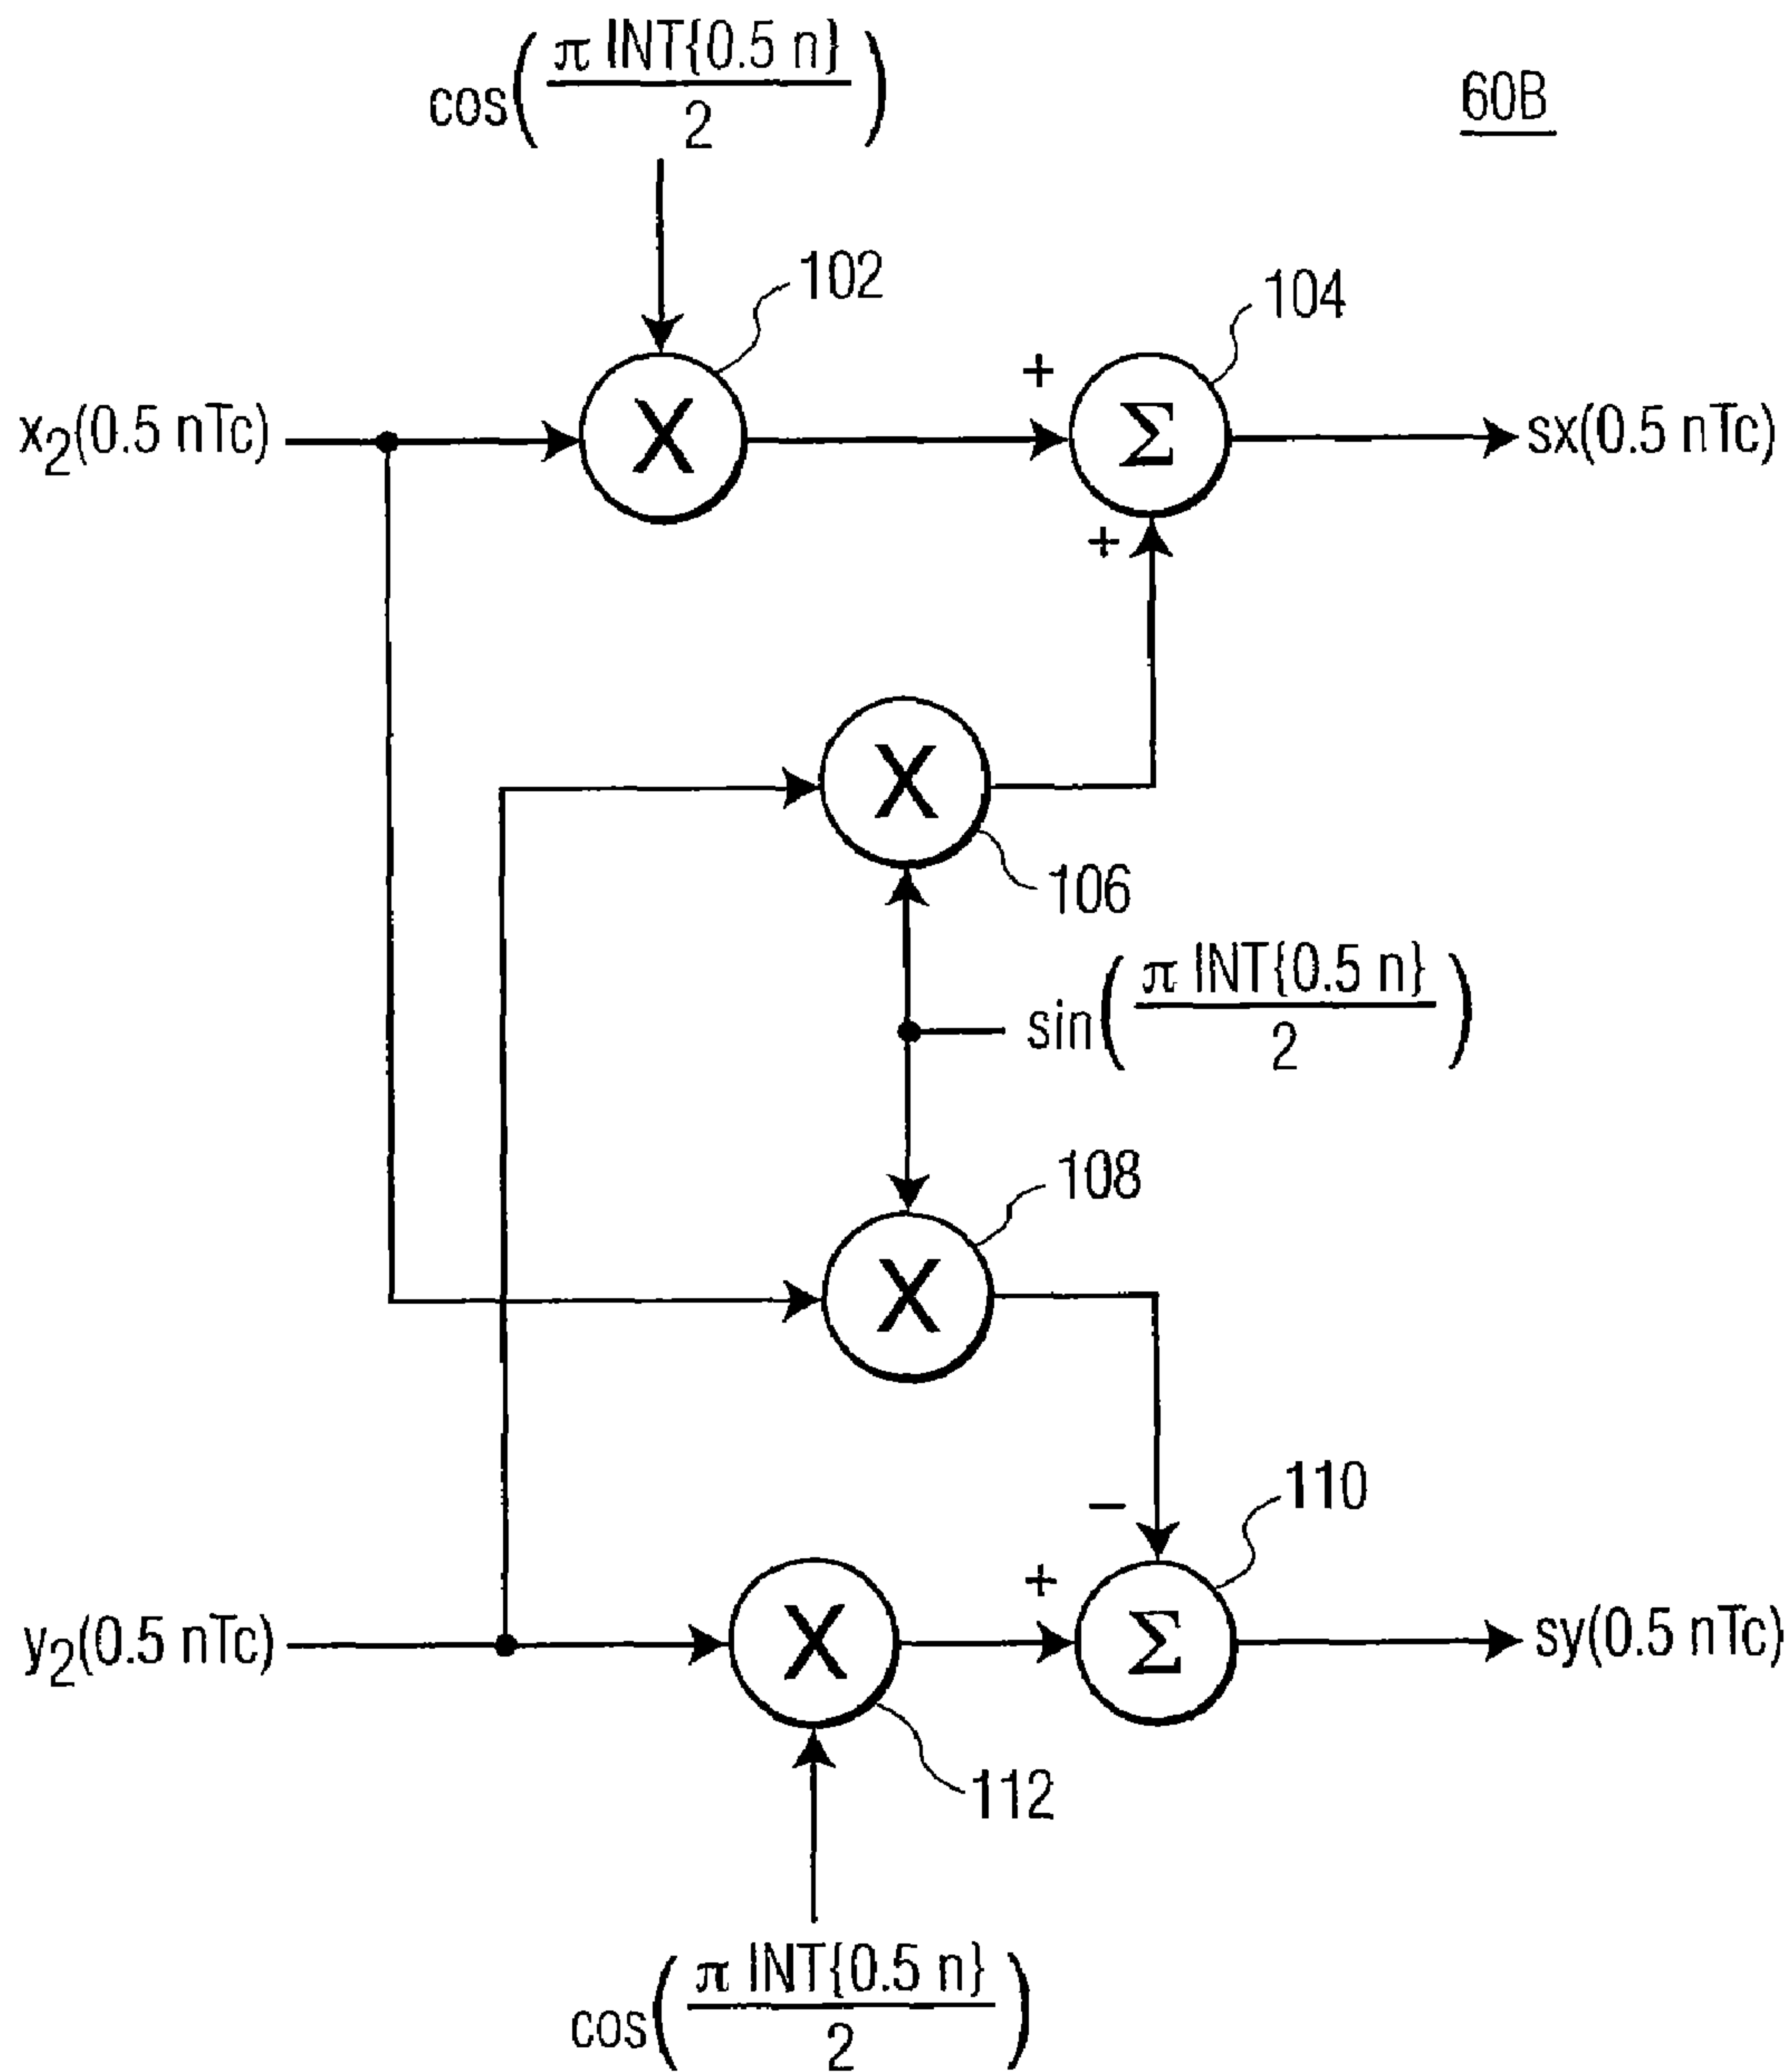 cos(π INT{0.5 n}/2)
60B
102
104
+
x₂(0.5 nTc)
X
Σ
sx(0.5 nTc)
+
X
106
sin(π INT{0.5 n}/2)
108
X
110
−
+
y₂(0.5 nTc)
X
Σ
sy(0.5 nTc)
112
cos(π INT{0.5 n}/2)